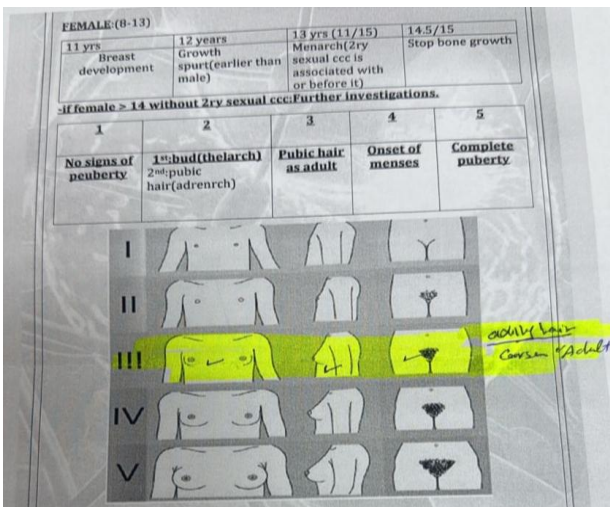 FEMALE:(8-13)
11 yrs
Breast
development
12 years
Growth
spurt(earlier than
male)
13 yrs (11/15)
Menarch(2ry
sexual ccc is
associated with
or before it)
14.5/15
Stop bone growth
-if female > 14 without 2ry sexual ccc:Further investigations.
1
2
3
4
5
No signs of
peuberty
1st:bud(thelarch)
2nd:pubic
hair(adrenrch)
Pubic hair
as adult
Onset of
menses
Complete
puberty
I
II
III
IV
V
hair
Adult